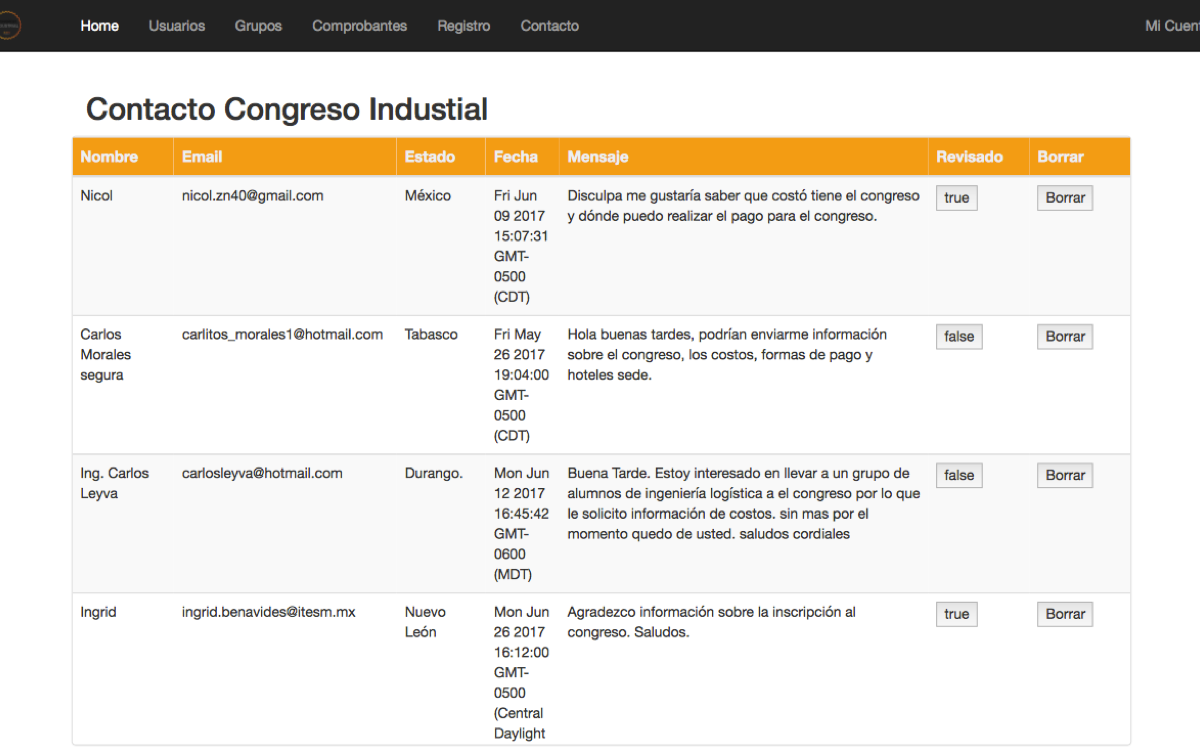 Home Usuarios Grupos Comprobantes Registro Contacto Mi Cuent
Contacto Congreso Industial
Nombre Email Estado Fecha Mensaje Revisado Borrar
Nicol nicol.zn40@gmail.com México Fri Jun Disculpa me gustaría saber que costó tiene el congreso true Borrar
09 2017 y dónde puedo realizar el pago para el congreso.
15:07:31
GMT-
0500
(CDT)
Carlos carlitos_morales1@hotmail.com Tabasco Fri May Hola buenas tardes, podrían enviarme información false Borrar
Morales 26 2017 sobre el congreso, los costos, formas de pago y
segura 19:04:00 hoteles sede.
GMT-
0500
(CDT)
Ing. Carlos carlosleyva@hotmail.com Durango. Mon Jun Buena Tarde. Estoy interesado en llevar a un grupo de false Borrar
Leyva 12 2017 alumnos de ingeniería logística a el congreso por lo que
16:45:42 le solicito información de costos. sin mas por el
GMT- momento quedo de usted. saludos cordiales
0600
(MDT)
Ingrid ingrid.benavides@itesm.mx Nuevo Mon Jun Agradezco información sobre la inscripción al true Borrar
León 26 2017 congreso. Saludos.
16:12:00
GMT-
0500
(Central
Daylight